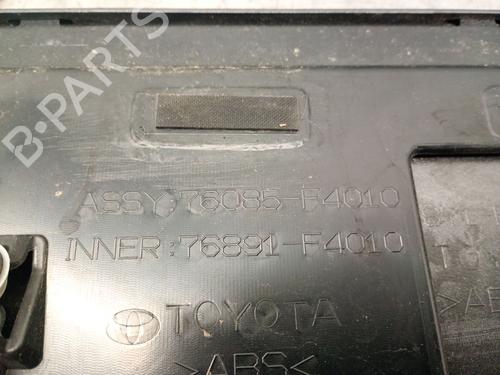 B-PARTS
ASSY:76085-F4010
INNER:76891-F4010
TOYOTA
>ABS<